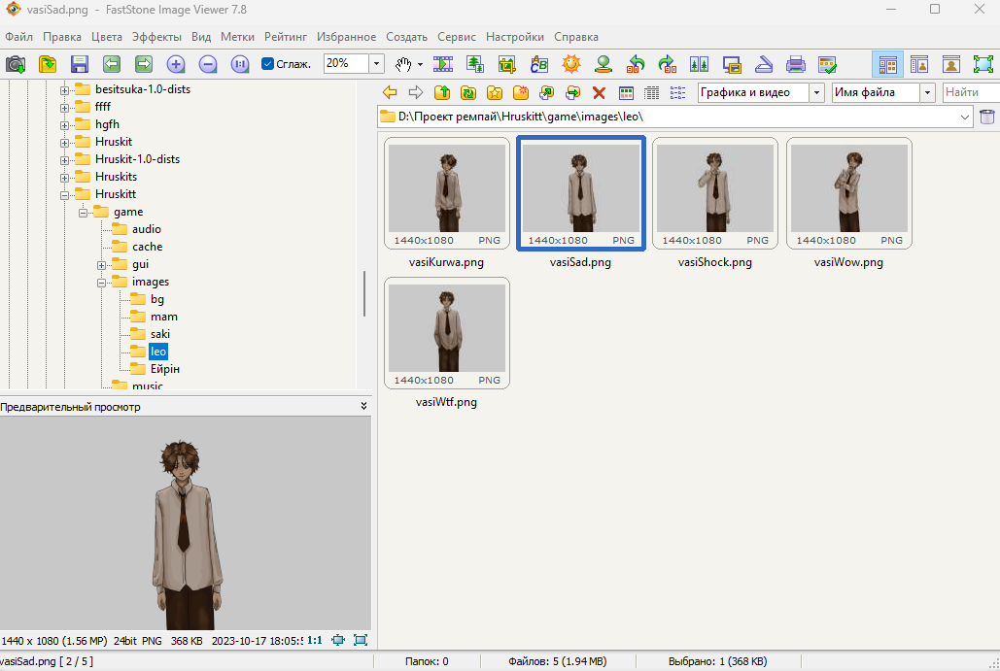 vasiSad.png - FastStone Image Viewer 7.8
Файл Правка Цвета Эффекты Вид Метки Рейтинг Избранное Создать Сервис Настройки Справка
1:1 Сглаж. 20%
besitsuka-1.0-dists
ffff
hgfh
Hruskit
Hruskit-1.0-dists
Hruskits
Hruskitt
game
audio
cache
gui
images
bg
mam
saki
leo
Ейрін
music
Графика и видео Имя файла Найти
D:\Проект ремпай\Hruskitt\game\images\leo\
1440x1080 PNG
vasiKurwa.png
1440x1080 PNG
vasiSad.png
1440x1080 PNG
vasiShock.png
1440x1080 PNG
vasiWow.png
1440x1080 PNG
vasiWtf.png
Предварительный просмотр
1440 x 1080 (1.56 MP) 24bit PNG 368 KB 2023-10-17 18:05: 1:1
vasiSad.png [ 2 / 5 ]
Папок: 0
Файлов: 5 (1.94 MB)
Выбрано: 1 (368 KB)